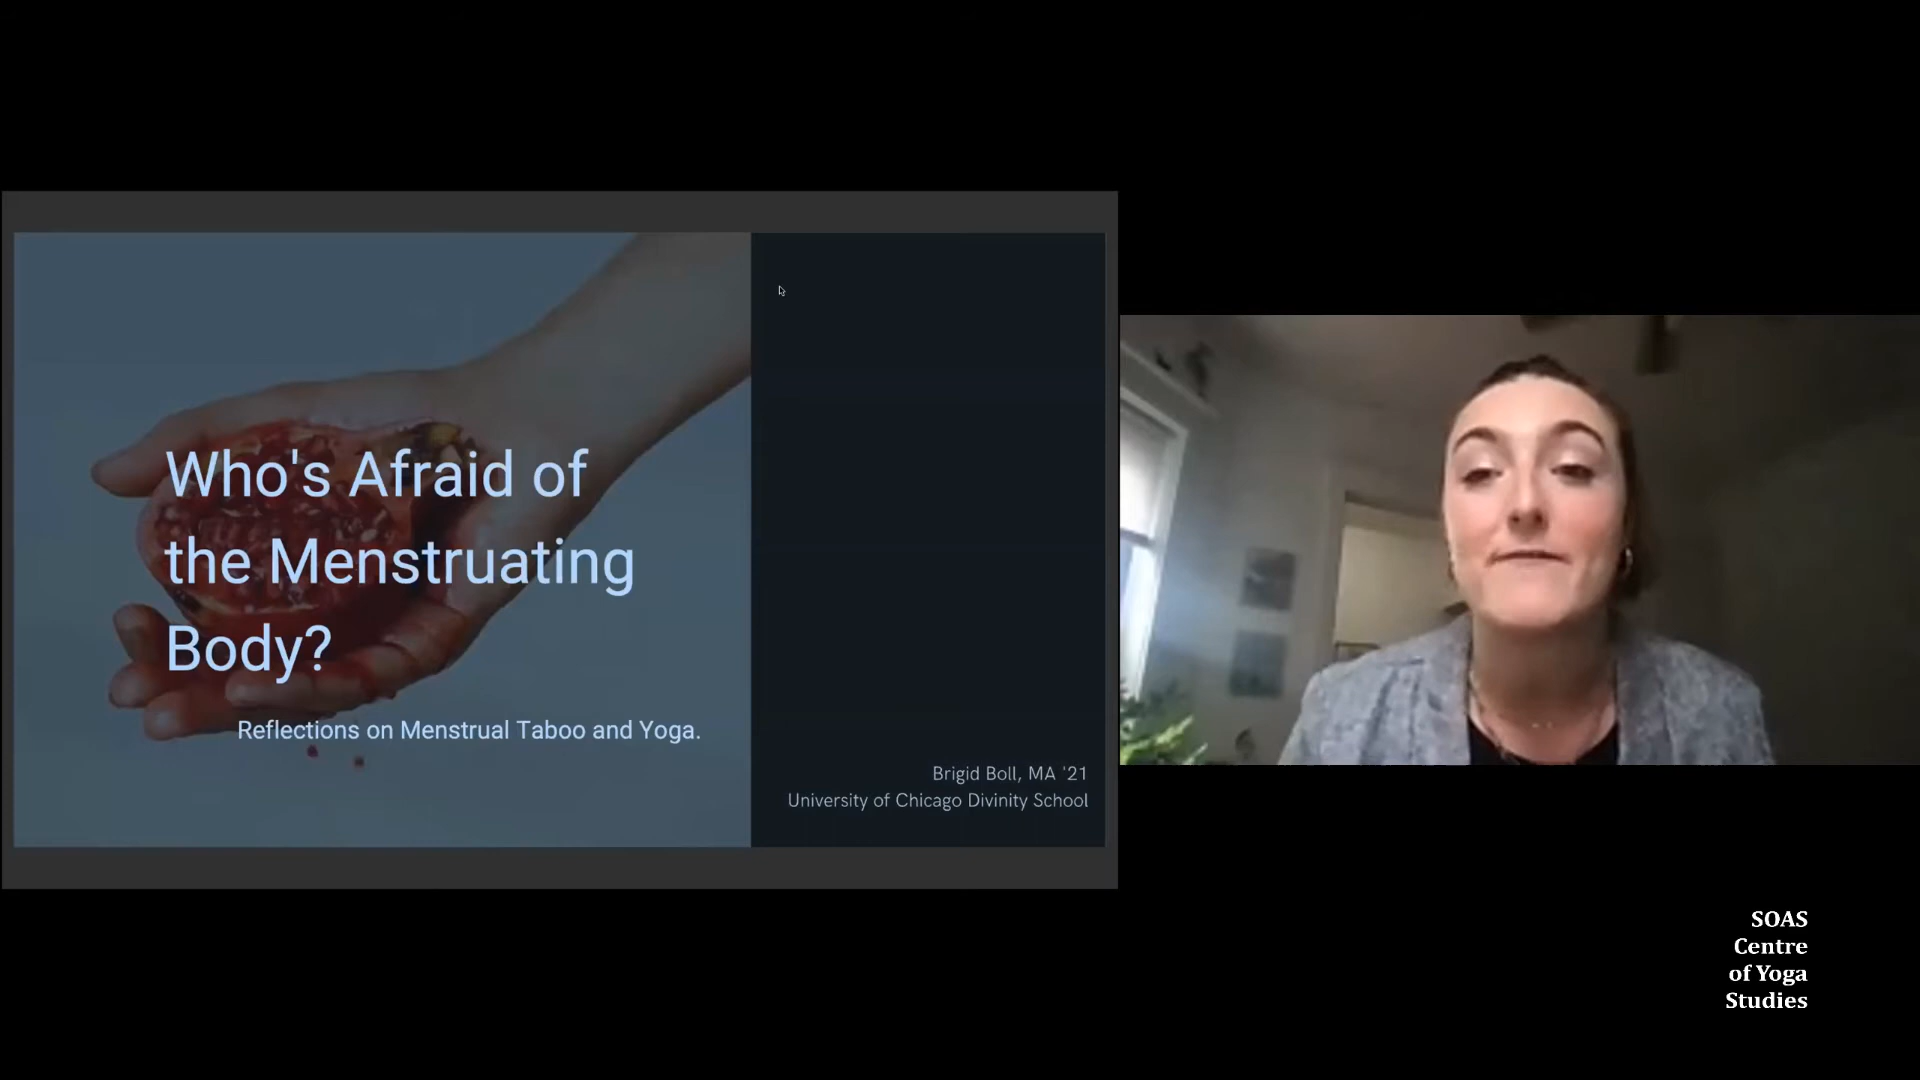 Who's Afraid of
the Menstruating
Body?
Reflections on Menstrual Taboo and Yoga.
Brigid Boll, MA '21
University of Chicago Divinity School
SOAS
Centre
of Yoga
Studies